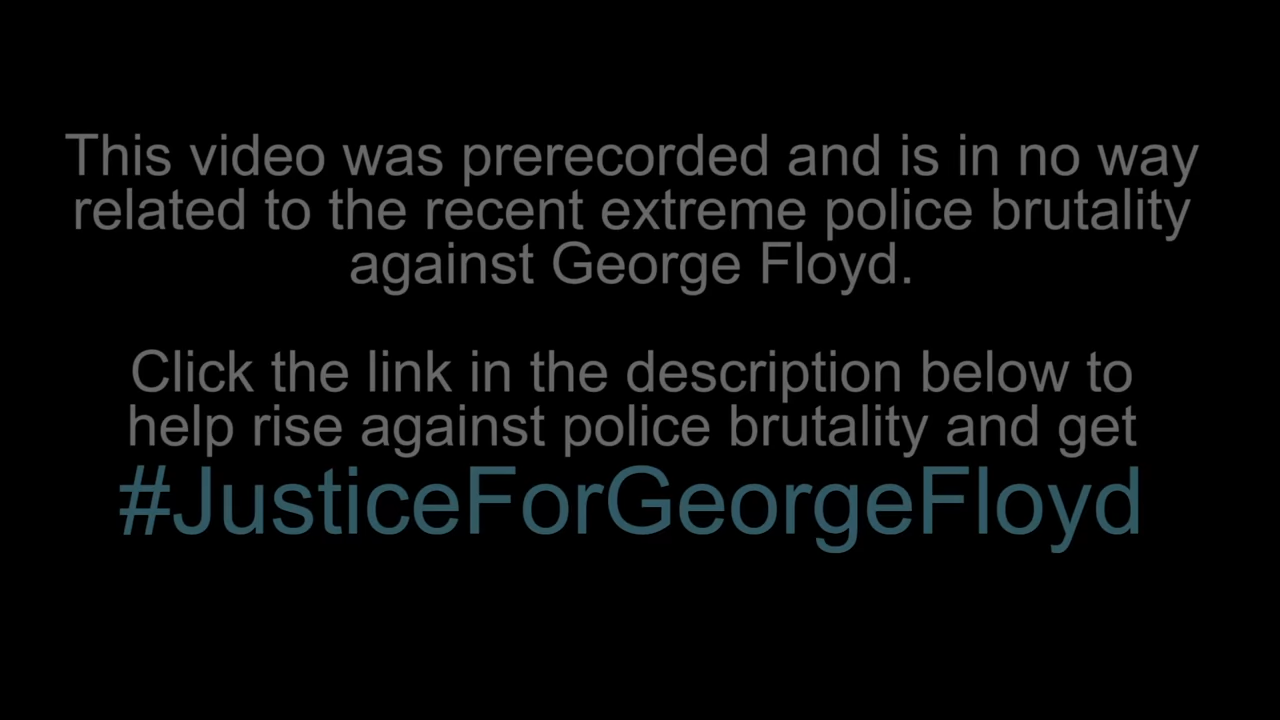 This video was prerecorded and is in no way
related to the recent extreme police brutality
against George Floyd.
Click the link in the description below to
help rise against police brutality and get
#JusticeForGeorgeFloyd